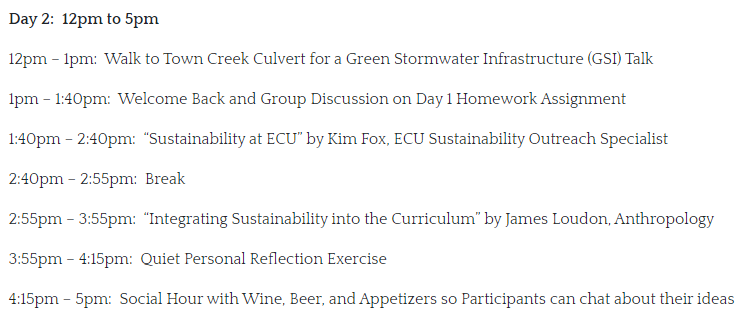 Day 2:  12pm to 5pm
12pm – 1pm:  Walk to Town Creek Culvert for a Green Stormwater Infrastructure (GSI) Talk
1pm – 1:40pm:  Welcome Back and Group Discussion on Day 1 Homework Assignment
1:40pm – 2:40pm:  “Sustainability at ECU” by Kim Fox, ECU Sustainability Outreach Specialist
2:40pm – 2:55pm:  Break
2:55pm – 3:55pm:  “Integrating Sustainability into the Curriculum” by James Loudon, Anthropology
3:55pm – 4:15pm:  Quiet Personal Reflection Exercise
4:15pm – 5pm:  Social Hour with Wine, Beer, and Appetizers so Participants can chat about their ideas